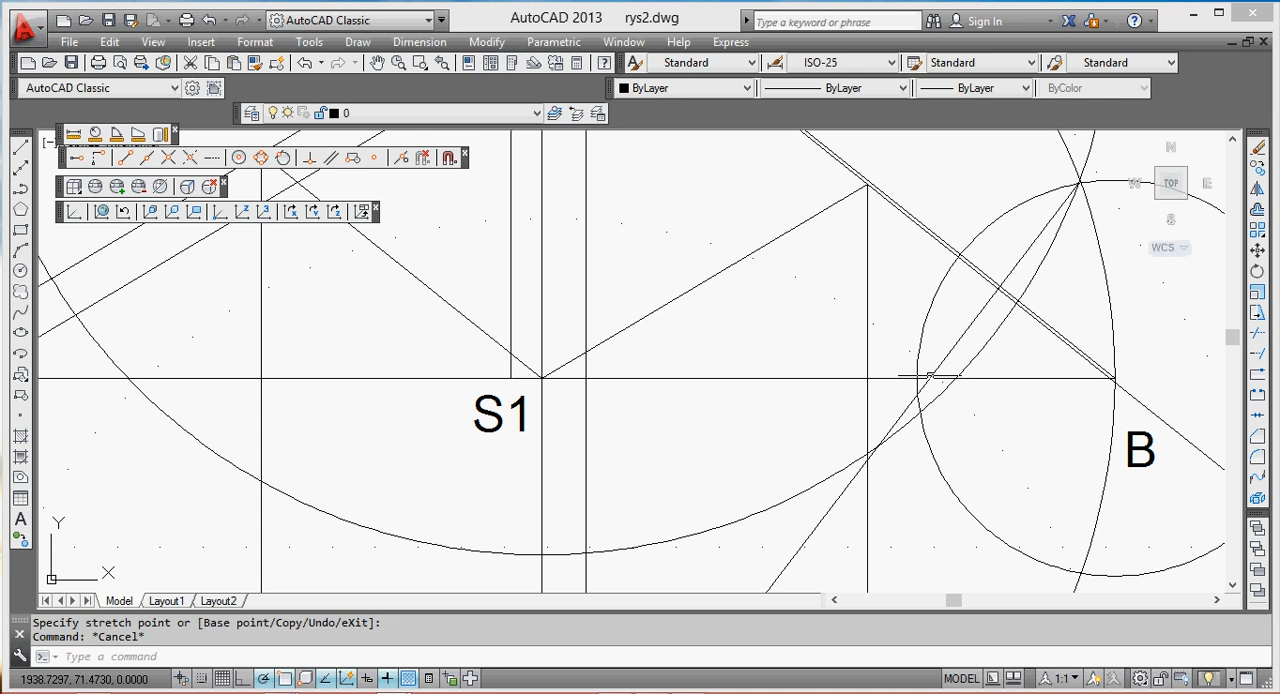 AutoCAD Classic
AutoCAD 2013 rys2.dwg
Type a keyword or phrase
Sign In
File Edit View Insert Format Tools Draw Dimension Modify Parametric Window Help Express
Standard ISO-25 Standard Standard
AutoCAD Classic
ByLayer ByLayer ByLayer ByColor
0
N
W TOP E
S
WCS
S1
B
Y
X
Model Layout1 Layout2
Specify stretch point or [Base point/Copy/Undo/eXit]:
Command: *Cancel*
Type a command
1938.7297, 71.4730, 0.0000
MODEL 1:1